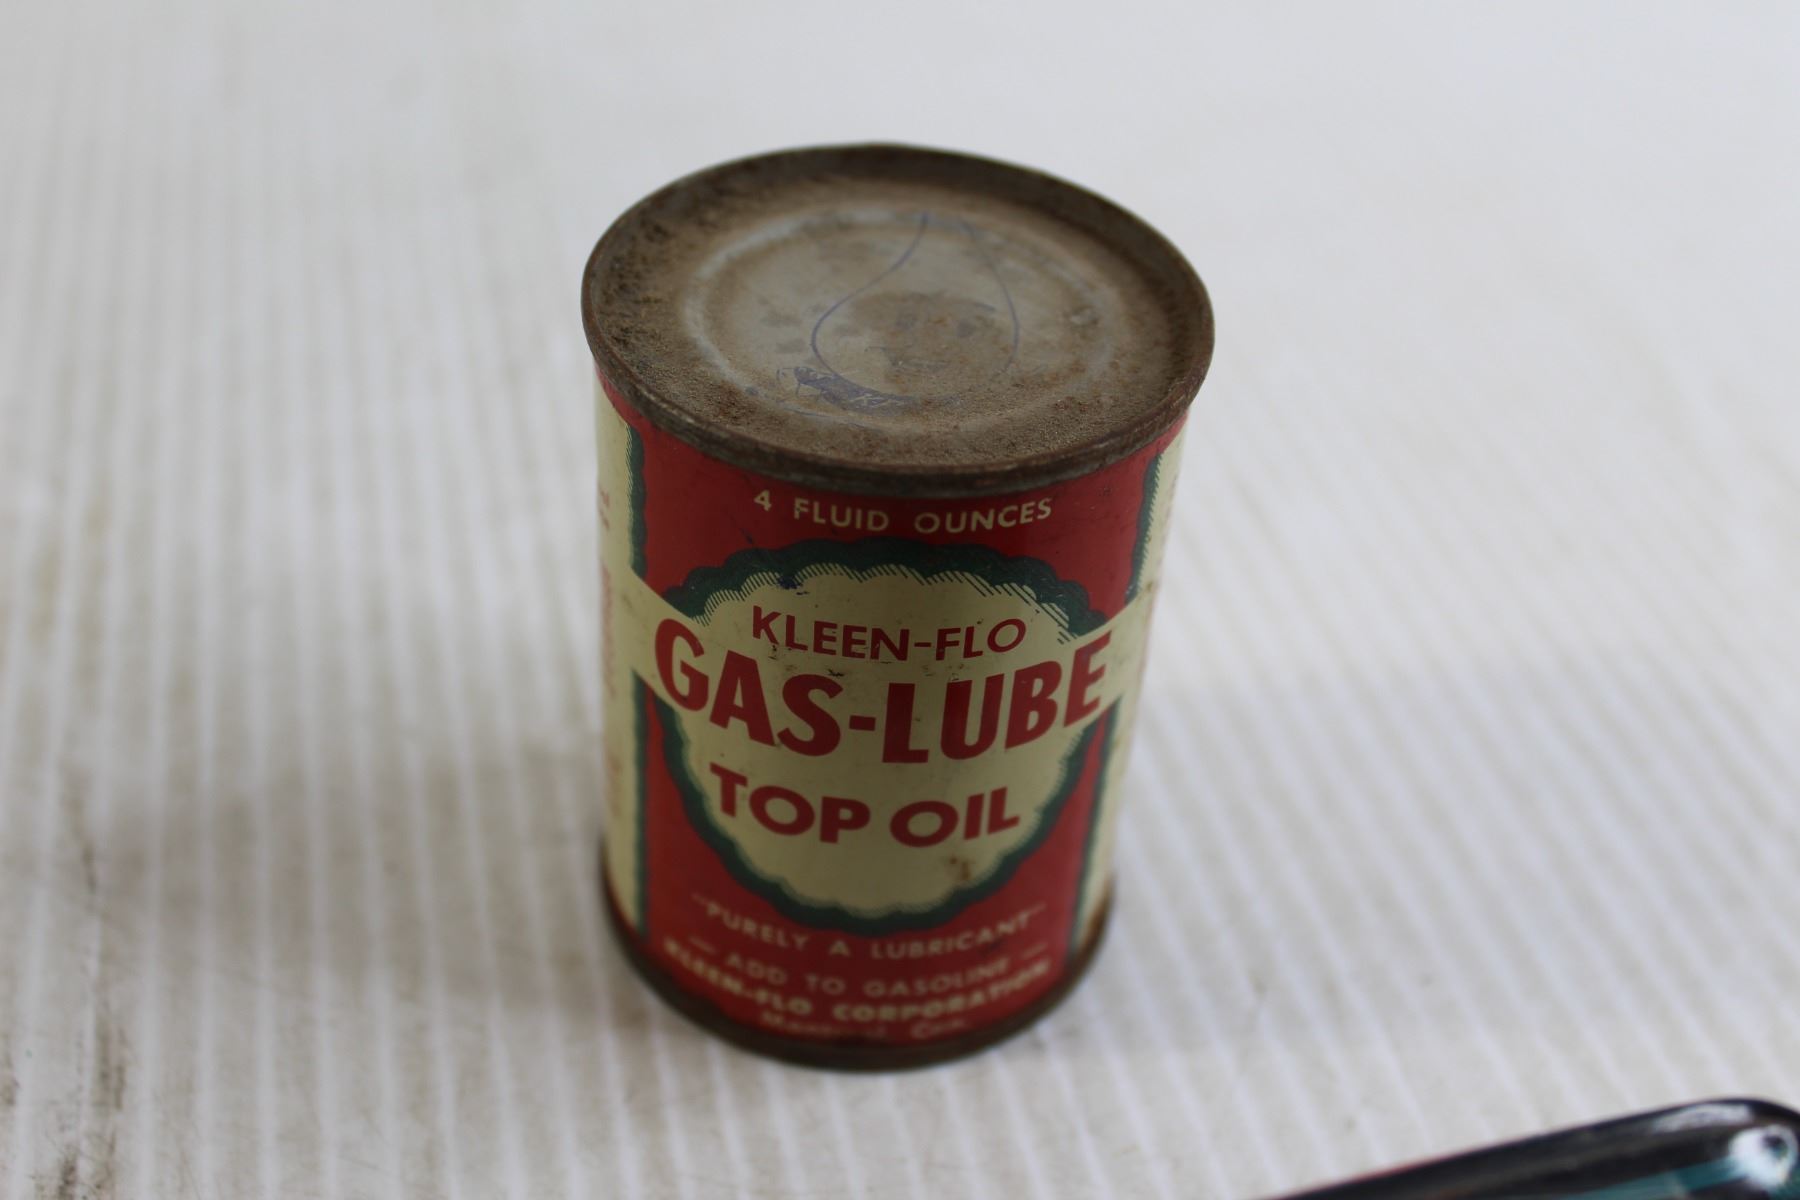 4 FLUID OUNCES
KLEEN-FLO
GAS-LUBE
TOP OIL
"PURELY A LUBRICANT"
— ADD TO GASOLINE —
KLEEN-FLO CORPORATION